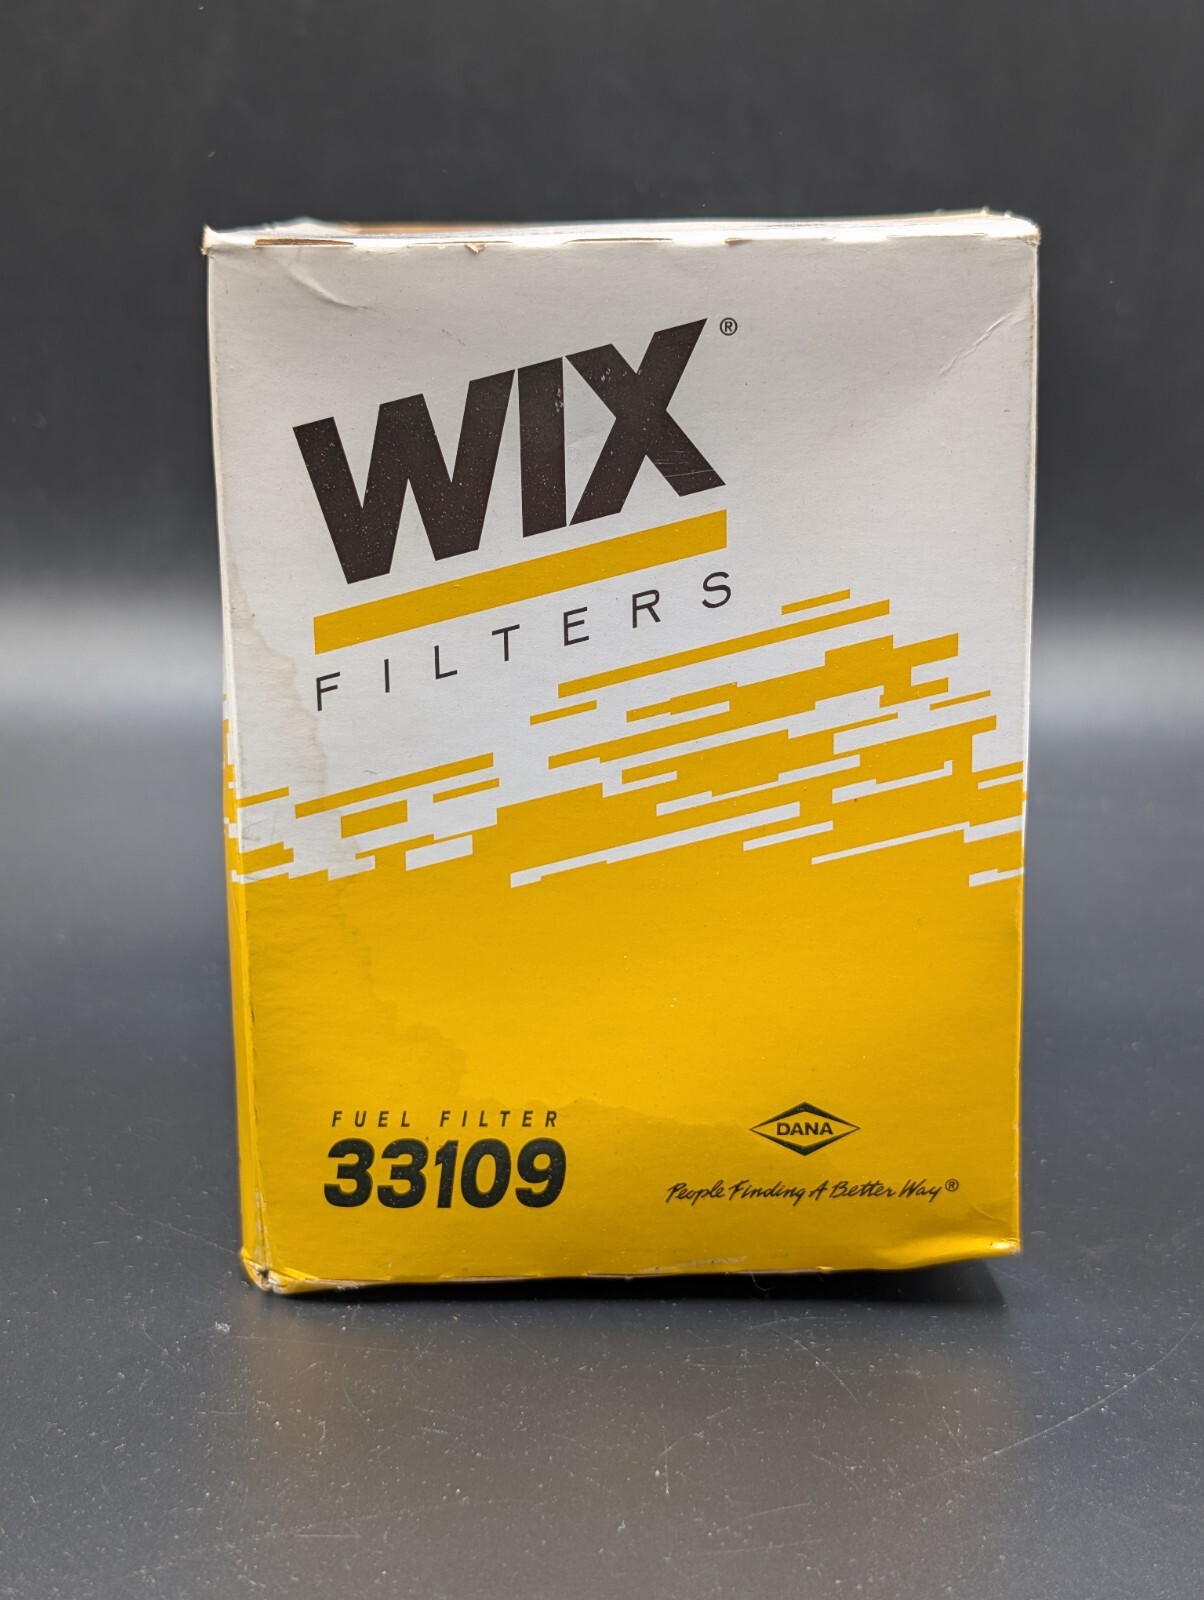 WIX®
FILTERS
FUEL FILTER
33109
DANA
People Finding A Better Way®